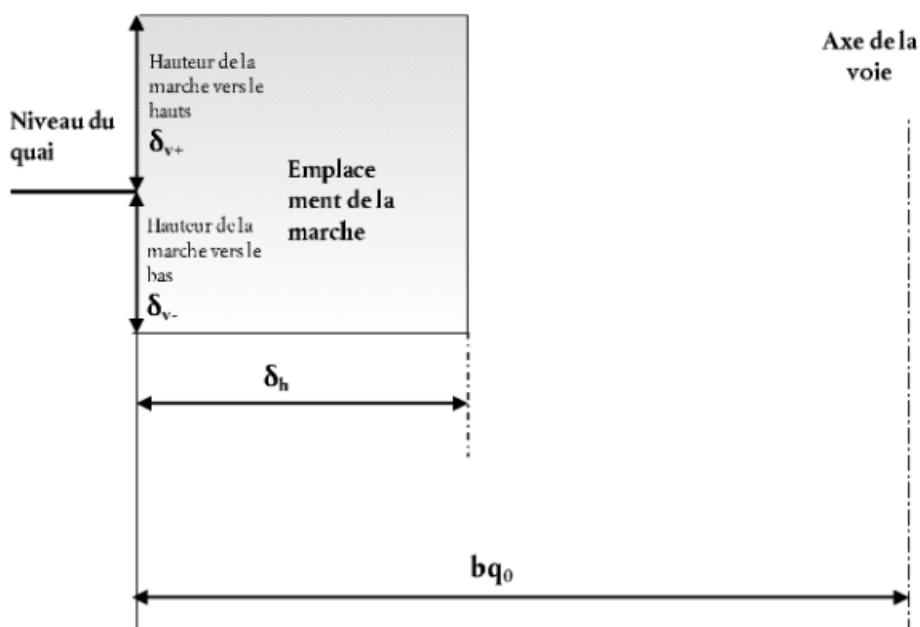 Axe de la
voie
Hauteur de la
marche vers le
hauts
δv+
Niveau du
quai
Emplace
ment de la
marche
Hauteur de la
marche vers le
bas
δv-
δh
bq0